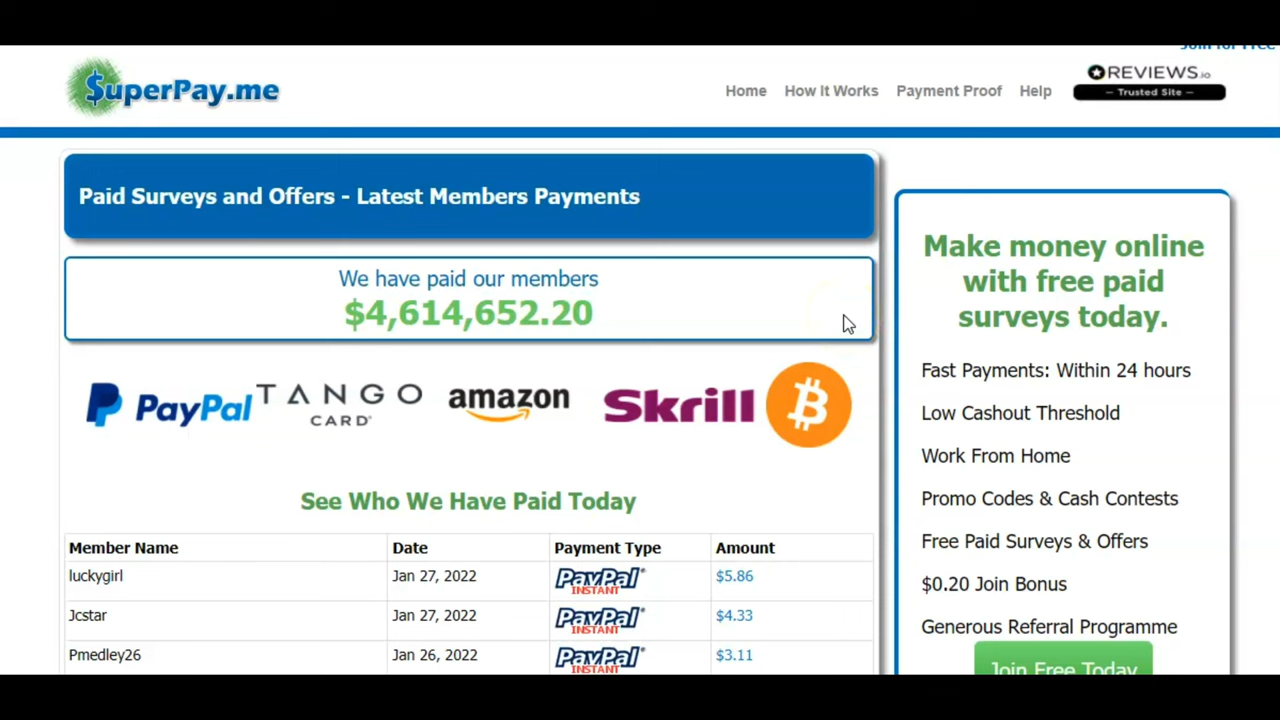 Join for Free
$uperPay.me
Home How It Works Payment Proof Help
REVIEWS.io
— Trusted Site —
Paid Surveys and Offers - Latest Members Payments
We have paid our members
$4,614,652.20
PayPal TANGO CARD amazon Skrill ₿
See Who We Have Paid Today
Member Name Date Payment Type Amount
luckygirl Jan 27, 2022 PayPal INSTANT $5.86
Jcstar Jan 27, 2022 PayPal INSTANT $4.33
Pmedley26 Jan 26, 2022 PayPal INSTANT $3.11
Make money online
with free paid
surveys today.
Fast Payments: Within 24 hours
Low Cashout Threshold
Work From Home
Promo Codes & Cash Contests
Free Paid Surveys & Offers
$0.20 Join Bonus
Generous Referral Programme
Join Free Today